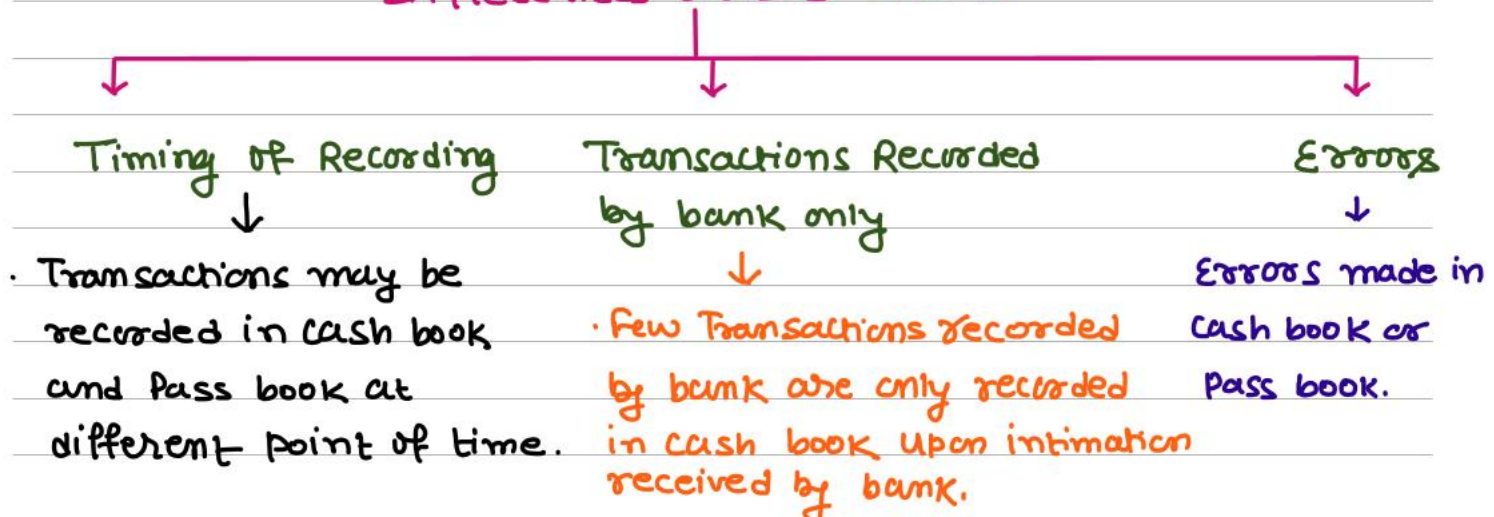 Timing of Recording
Transactions may be
recorded in cash book
and Pass book at
different point of time.
Transactions Recorded
by bank only
· Few Transactions recorded
by bank are only recorded
in cash book upon intimation
received by bank.
Errors
Errors made in
cash book or
Pass book.